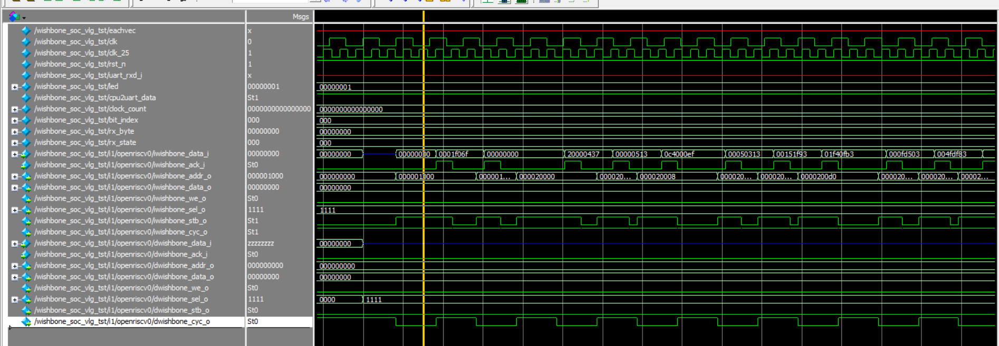 Msgs
/wishbone_soc_vlg_tst/eachvec x
/wishbone_soc_vlg_tst/clk 0
/wishbone_soc_vlg_tst/clk_25 1
/wishbone_soc_vlg_tst/rst_n 1
/wishbone_soc_vlg_tst/uart_rxd_i x
/wishbone_soc_vlg_tst/led 00000001 00000001
/wishbone_soc_vlg_tst/cpu2uart_data St1
/wishbone_soc_vlg_tst/clock_count 0000000000000000 0000000000000000
/wishbone_soc_vlg_tst/bit_index 000 000
/wishbone_soc_vlg_tst/rx_byte 00000000 00000000
/wishbone_soc_vlg_tst/rx_state 000 000
/wishbone_soc_vlg_tst/i1/openriscv0/iwishbone_data_i 00000000 00000000 00000000 0001f06f 00000000 20000437 00000513 0c4000ef 00050313 00151f93 01f40fb3 000fd503 004fdf83
/wishbone_soc_vlg_tst/i1/openriscv0/iwishbone_ack_i St0
/wishbone_soc_vlg_tst/i1/openriscv0/iwishbone_addr_o 000001000 000000000 000001000 000001... 000020000 000020... 000020008 000020... 000020... 0000200d0 000020... 000020... 00002...
/wishbone_soc_vlg_tst/i1/openriscv0/iwishbone_data_o 00000000 00000000
/wishbone_soc_vlg_tst/i1/openriscv0/iwishbone_we_o St0
/wishbone_soc_vlg_tst/i1/openriscv0/iwishbone_sel_o 1111 1111
/wishbone_soc_vlg_tst/i1/openriscv0/iwishbone_stb_o St1
/wishbone_soc_vlg_tst/i1/openriscv0/iwishbone_cyc_o St1
/wishbone_soc_vlg_tst/i1/openriscv0/dwishbone_data_i zzzzzzzz 00000000
/wishbone_soc_vlg_tst/i1/openriscv0/dwishbone_ack_i St0
/wishbone_soc_vlg_tst/i1/openriscv0/dwishbone_addr_o 000000000 000000000
/wishbone_soc_vlg_tst/i1/openriscv0/dwishbone_data_o 00000000 00000000
/wishbone_soc_vlg_tst/i1/openriscv0/dwishbone_we_o St0
/wishbone_soc_vlg_tst/i1/openriscv0/dwishbone_sel_o 1111 0000 1111
/wishbone_soc_vlg_tst/i1/openriscv0/dwishbone_stb_o St0
/wishbone_soc_vlg_tst/i1/openriscv0/dwishbone_cyc_o St0